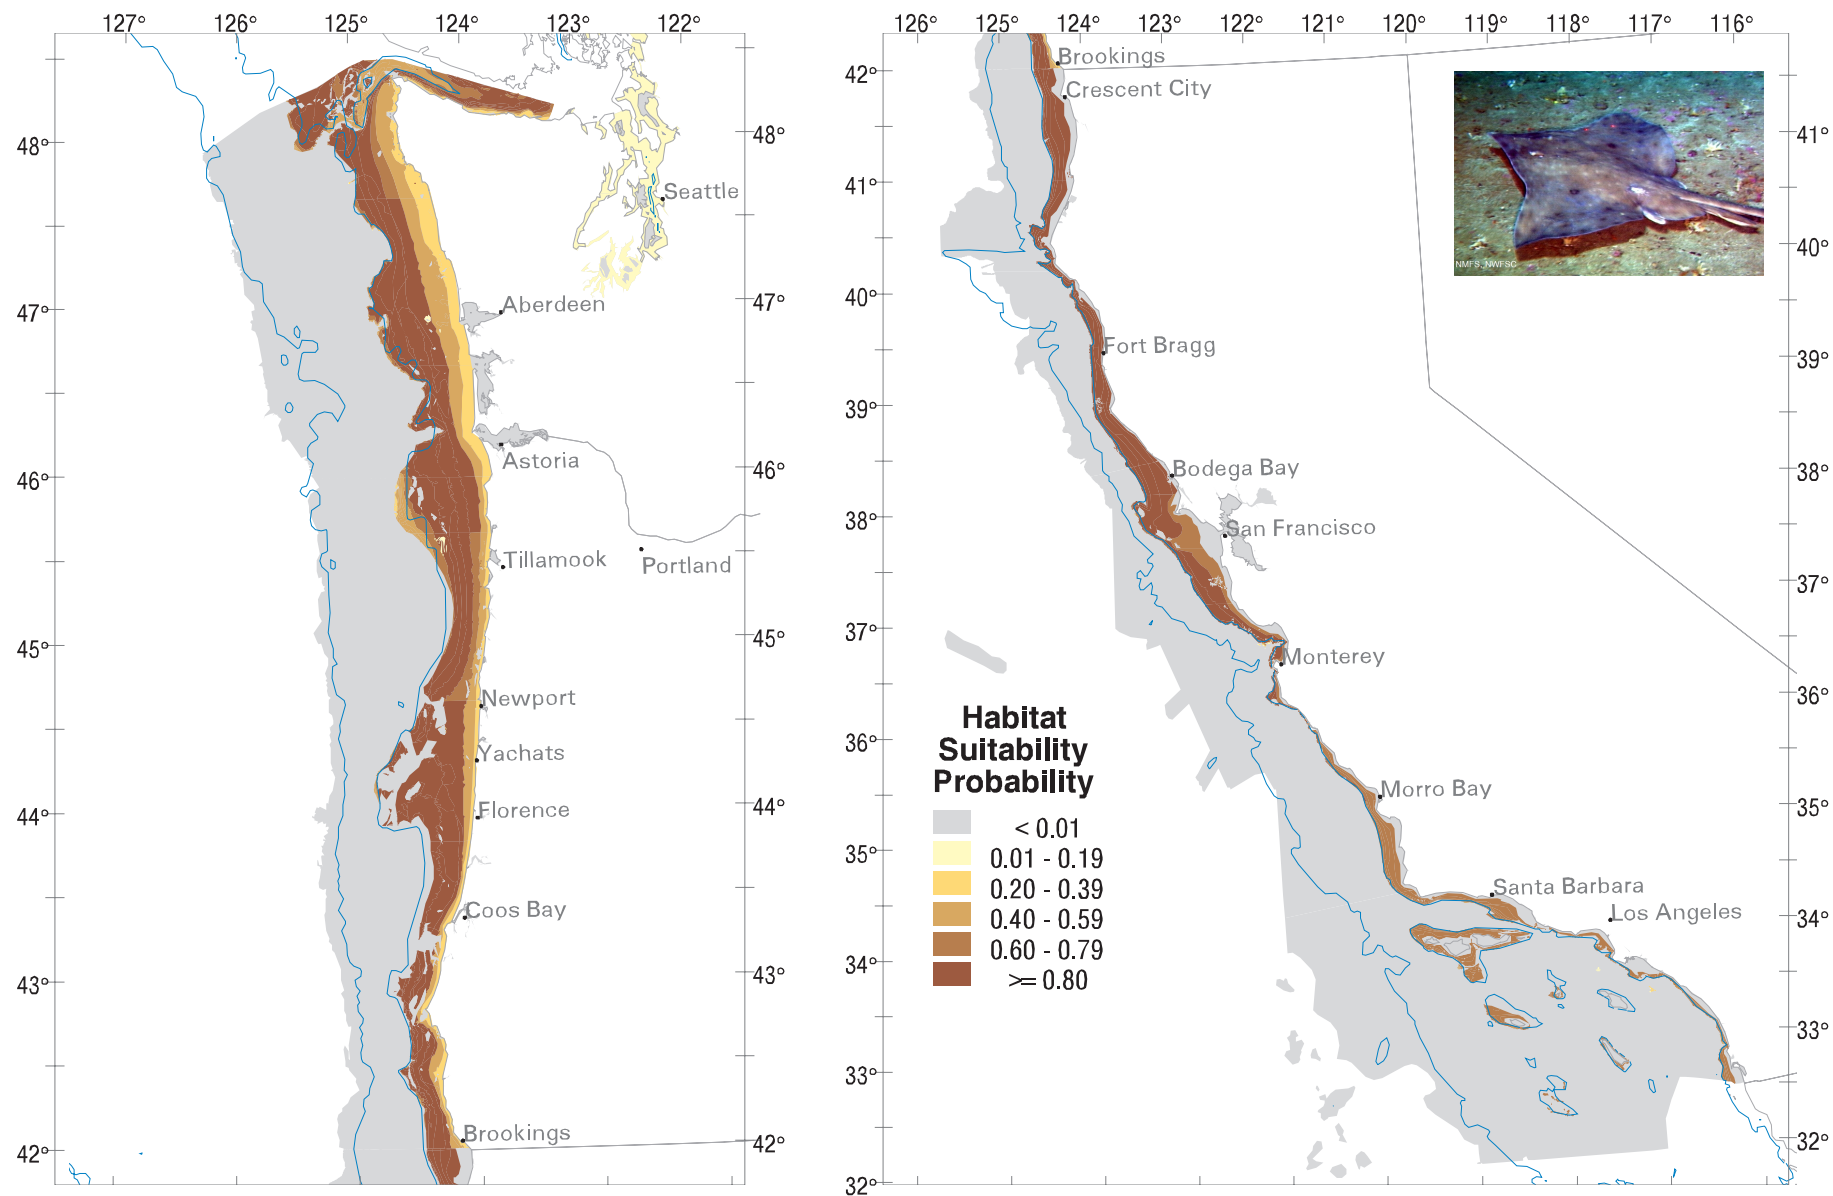 127° 126° 125° 124° 123° 122°
48°
47°
46°
45°
44°
43°
42°
48°
47°
46°
45°
44°
43°
42°
Seattle
Aberdeen
Astoria
Portland
Tillamook
Newport
Yachats
Florence
Coos Bay
Brookings
126° 125° 124° 123° 122° 121° 120° 119° 118° 117° 116°
42°
41°
40°
39°
38°
37°
36°
35°
34°
33°
32°
41°
40°
39°
38°
37°
36°
35°
34°
33°
32°
Brookings
Crescent City
Fort Bragg
Bodega Bay
San Francisco
Monterey
Morro Bay
Santa Barbara
Los Angeles
NMFS, NWFSC
Habitat
Suitability
Probability
< 0.01
0.01 - 0.19
0.20 - 0.39
0.40 - 0.59
0.60 - 0.79
>= 0.80